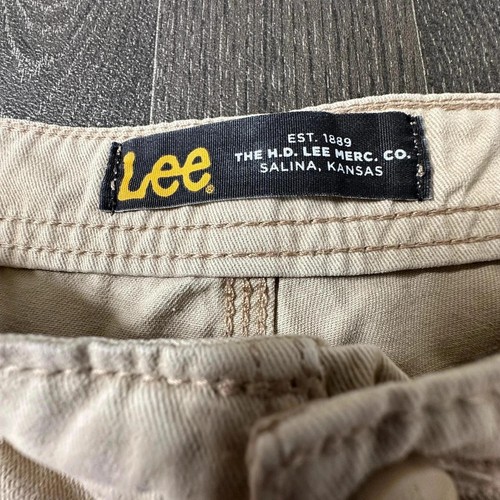 Lee®
EST. 1889
THE H.D. LEE MERC. CO.
SALINA, KANSAS